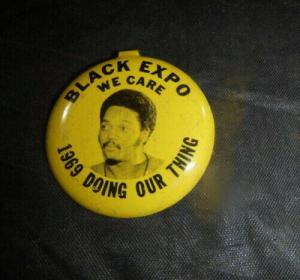 BLACK EXPO
WE CARE
1969 DOING OUR THING